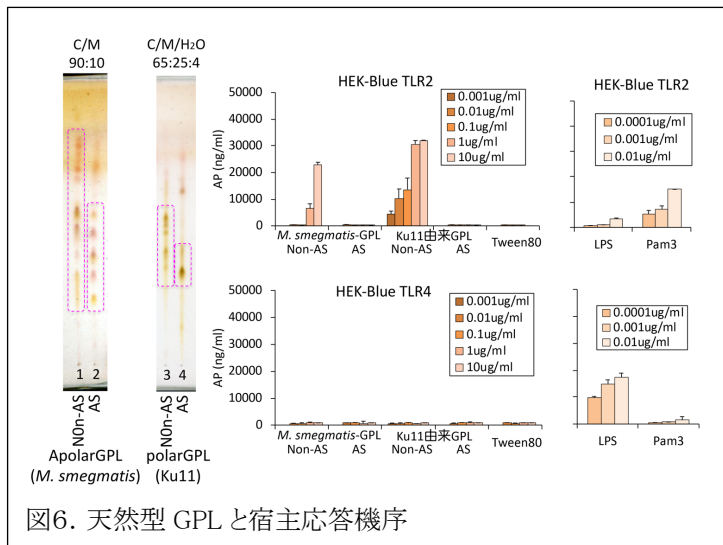 C/M
90:10
C/M/H2O
65:25:4
1 2
3 4
N0n-AS
AS
N0n-AS
AS
ApolarGPL
(M. smegmatis)
polarGPL
(Ku11)
HEK-Blue TLR2
AP (ng/ml)
50000
40000
30000
20000
10000
0
0.001ug/ml
0.01ug/ml
0.1ug/ml
1ug/ml
10ug/ml
M. smegmatis-GPL
Non-AS AS
Ku11由来GPL
Non-AS AS
Tween80
HEK-Blue TLR2
0.0001ug/ml
0.001ug/ml
0.01ug/ml
LPS Pam3
HEK-Blue TLR4
AP (ng/ml)
50000
40000
30000
20000
10000
0
0.001ug/ml
0.01ug/ml
0.1ug/ml
1ug/ml
10ug/ml
M. smegmatis-GPL
Non-AS AS
Ku11由来GPL
Non-AS AS
Tween80
0.0001ug/ml
0.001ug/ml
0.01ug/ml
LPS Pam3
図6. 天然型 GPL と宿主応答機序